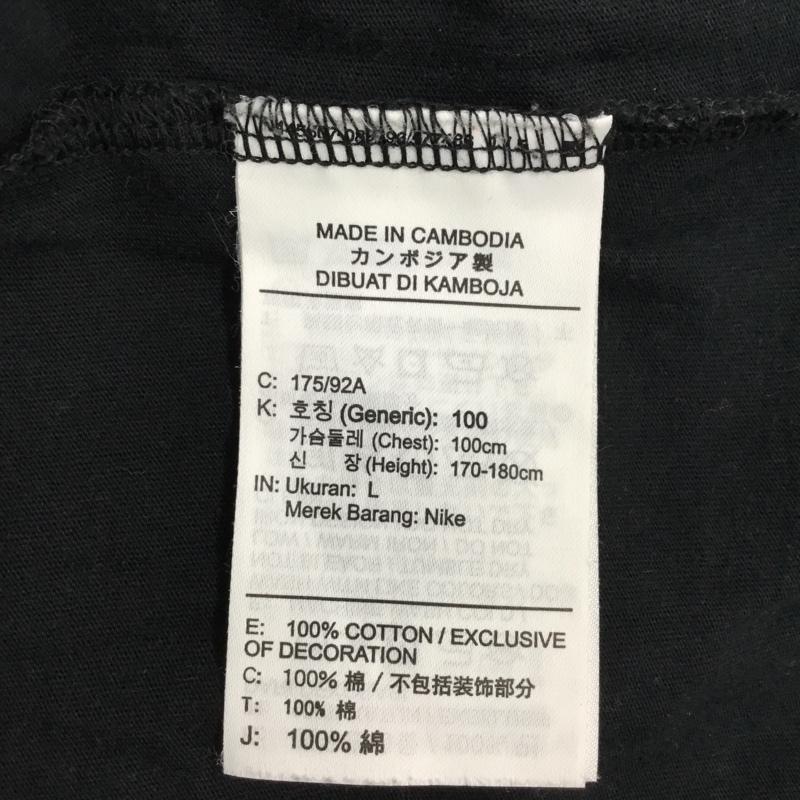 MADE IN CAMBODIA
カンボジア製
DIBUAT DI KAMBOJA
C: 175/92A
K: 호칭 (Generic): 100
가슴둘레 (Chest): 100cm
신 장 (Height): 170-180cm
IN: Ukuran: L
Merek Barang: Nike
E: 100% COTTON / EXCLUSIVE
OF DECORATION
C: 100% 棉 / 不包括装饰部分
T: 100% 棉
J: 100% 綿